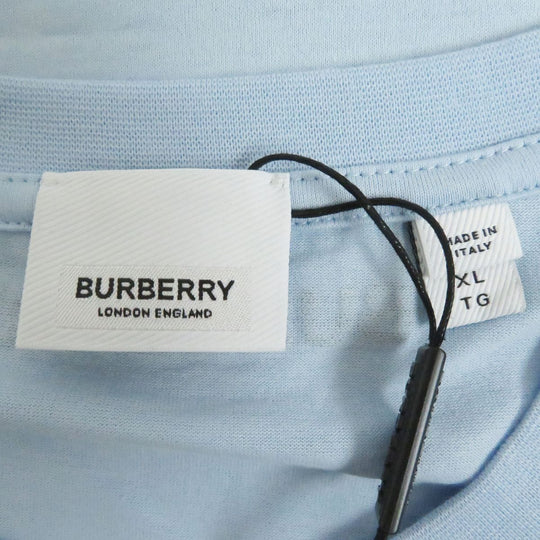 BURBERRY
LONDON ENGLAND
MADE IN
ITALY
XL
TG